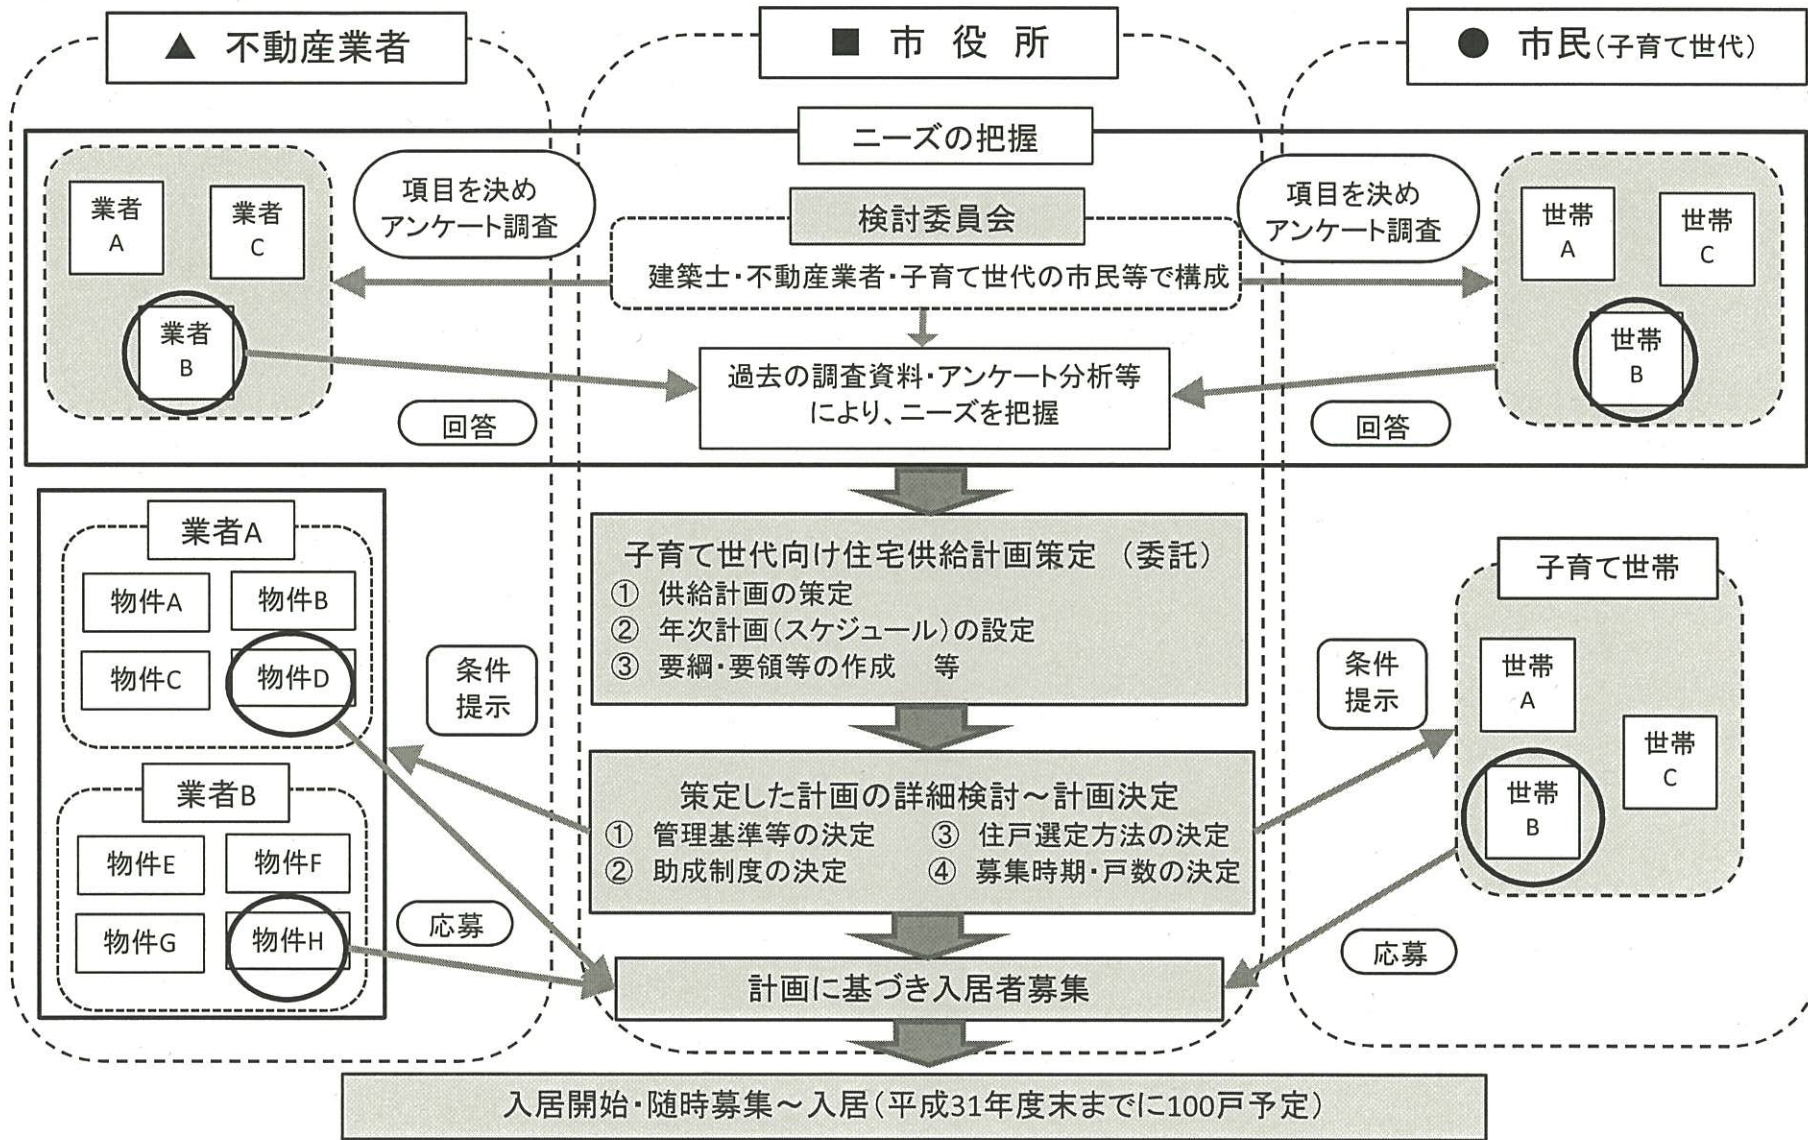 ▲ 不動産業者
■ 市役所
● 市民(子育て世代)
ニーズの把握
業者
A
業者
C
業者
B
項目を決め
アンケート調査
検討委員会
建築士・不動産業者・子育て世代の市民等で構成
項目を決め
アンケート調査
世帯
A
世帯
C
世帯
B
過去の調査資料・アンケート分析等
により、ニーズを把握
回答
回答
業者A
物件A
物件B
物件C
物件D
業者B
物件E
物件F
物件G
物件H
条件
提示
応募
子育て世代向け住宅供給計画策定 (委託)
① 供給計画の策定
② 年次計画(スケジュール)の設定
③ 要綱・要領等の作成 等
策定した計画の詳細検討～計画決定
① 管理基準等の決定 ③ 住戸選定方法の決定
② 助成制度の決定 ④ 募集時期・戸数の決定
計画に基づき入居者募集
条件
提示
子育て世帯
世帯
A
世帯
C
世帯
B
応募
入居開始・随時募集～入居(平成31年度末までに100戸予定)